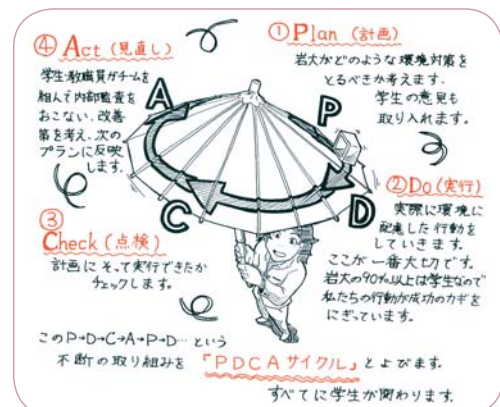 ①Plan(計画)
岩大がどのような環境対策を
とるべきか考えます。
学生の意見も
取り入れます。
②Do(実行)
実際に環境に
配慮した行動を
していきます。
ここが一番大切です。
岩大の90%以上は学生なので
私たちの行動が成功のカギを
にぎっています。
③
Check(点検)
計画にそって実行できたか
チェックします。
④Act(見直し)
学生・教職員がチームを
組んで内部監査を
おこない、改善
策を考え、次の
プランに反映
します。
A
P
C
D
このP→D→C→A→P→D…という
不断の取り組みを「PDCAサイクル」とよびます。
すべてに学生が関わります。